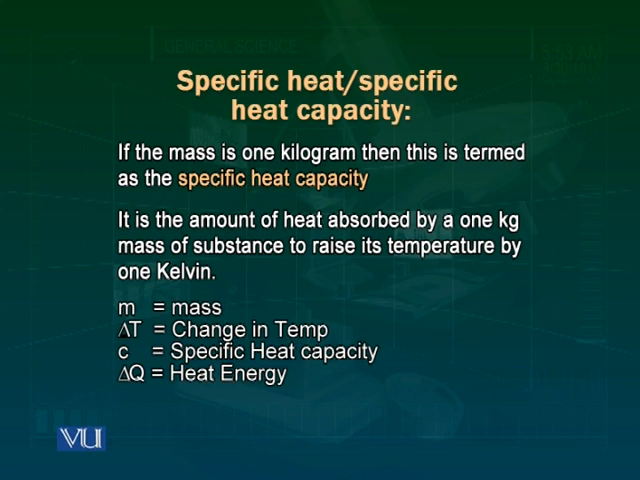 GENERAL SCIENCE
Specific heat/specific
heat capacity:
If the mass is one kilogram then this is termed
as the specific heat capacity
It is the amount of heat absorbed by a one kg
mass of substance to raise its temperature by
one Kelvin.
m = mass
∆T = Change in Temp
c = Specific Heat capacity
∆Q = Heat Energy
VU